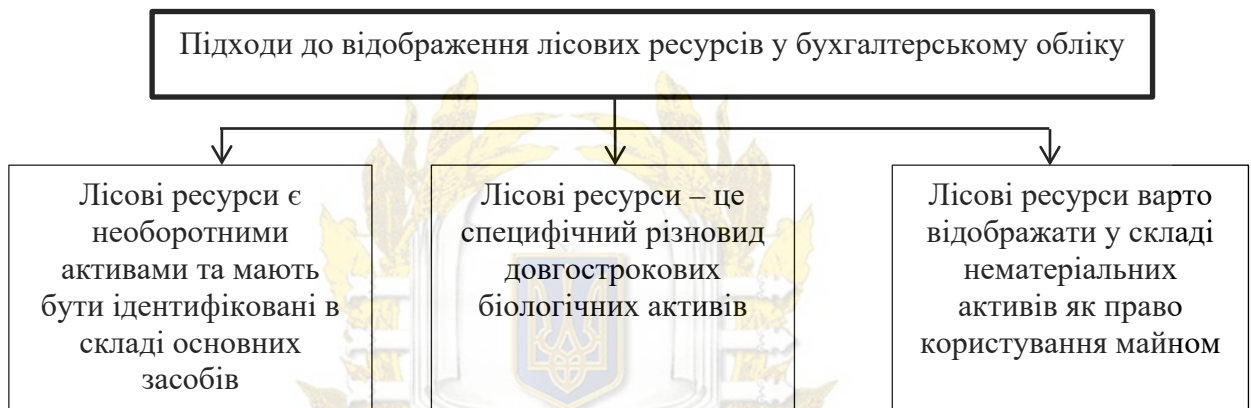 Підходи до відображення лісових ресурсів у бухгалтерському обліку
Лісові ресурси є
необоротними
активами та мають
бути ідентифіковані в
складі основних
засобів
Лісові ресурси – це
специфічний різновид
довгострокових
біологічних активів
Лісові ресурси варто
відображати у складі
нематеріальних
активів як право
користування майном